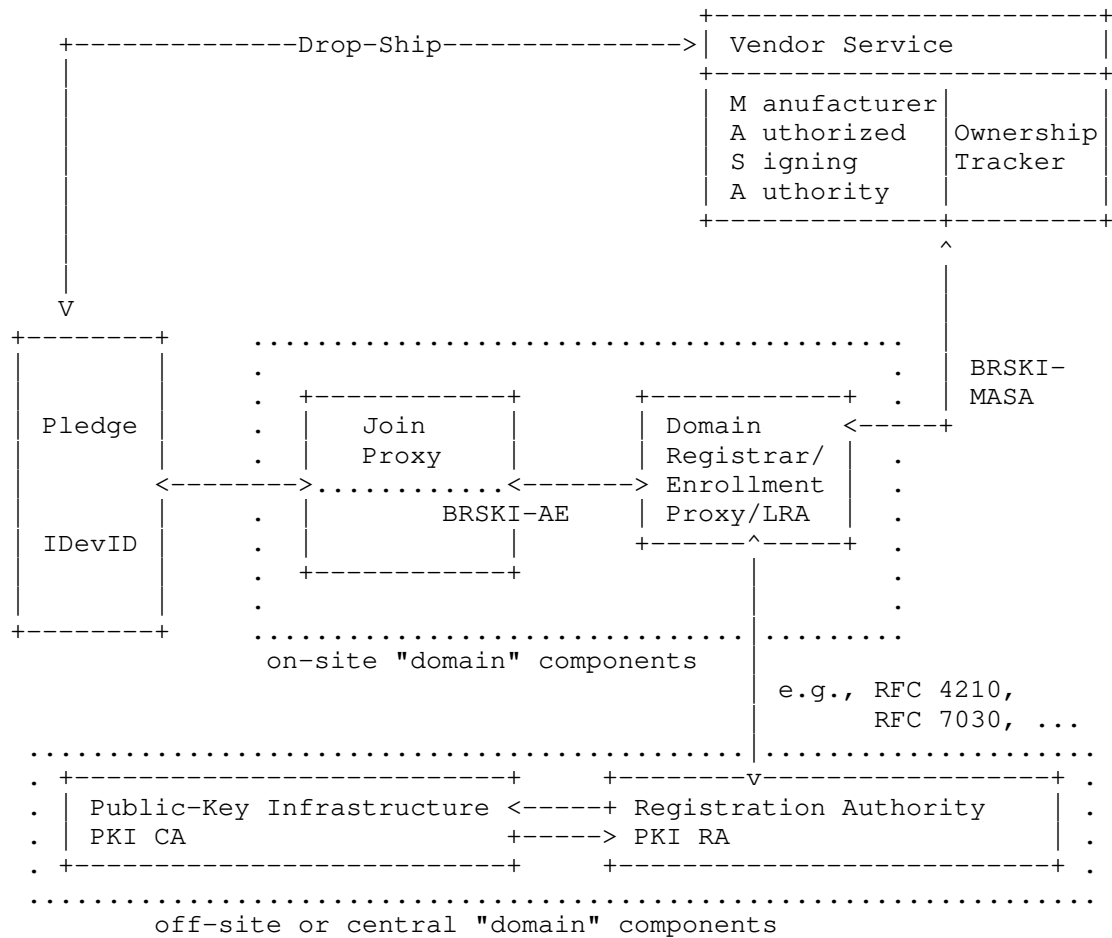 Drop-Ship
Vendor Service
M anufacturer
A uthorized Ownership
S igning Tracker
A uthority
V
BRSKI-
MASA
Pledge Join Domain
Proxy Registrar/
Enrollment
BRSKI-AE Proxy/LRA
IDevID
on-site "domain" components
e.g., RFC 4210,
RFC 7030, ...
v
Public-Key Infrastructure Registration Authority
PKI CA PKI RA
off-site or central "domain" components